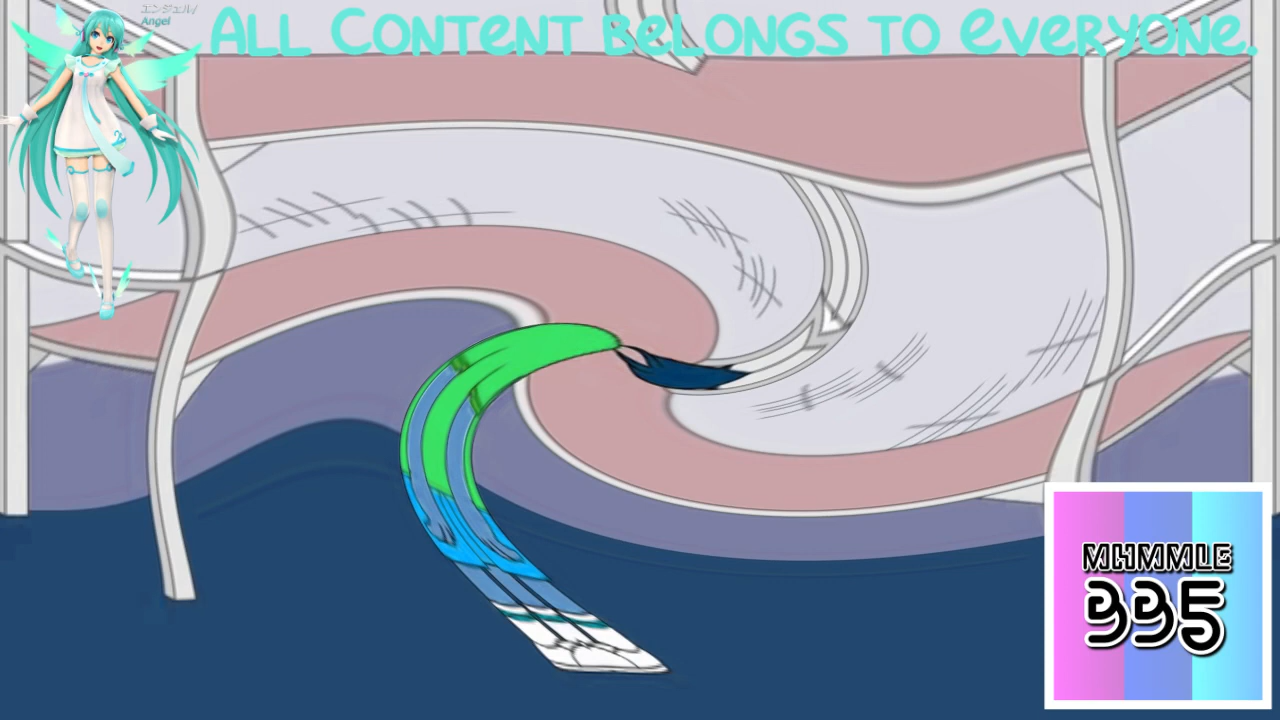 エンジェル/
Angel
ALL CONTENT BELONGS TO EVERYONE.
MHMMLE
335